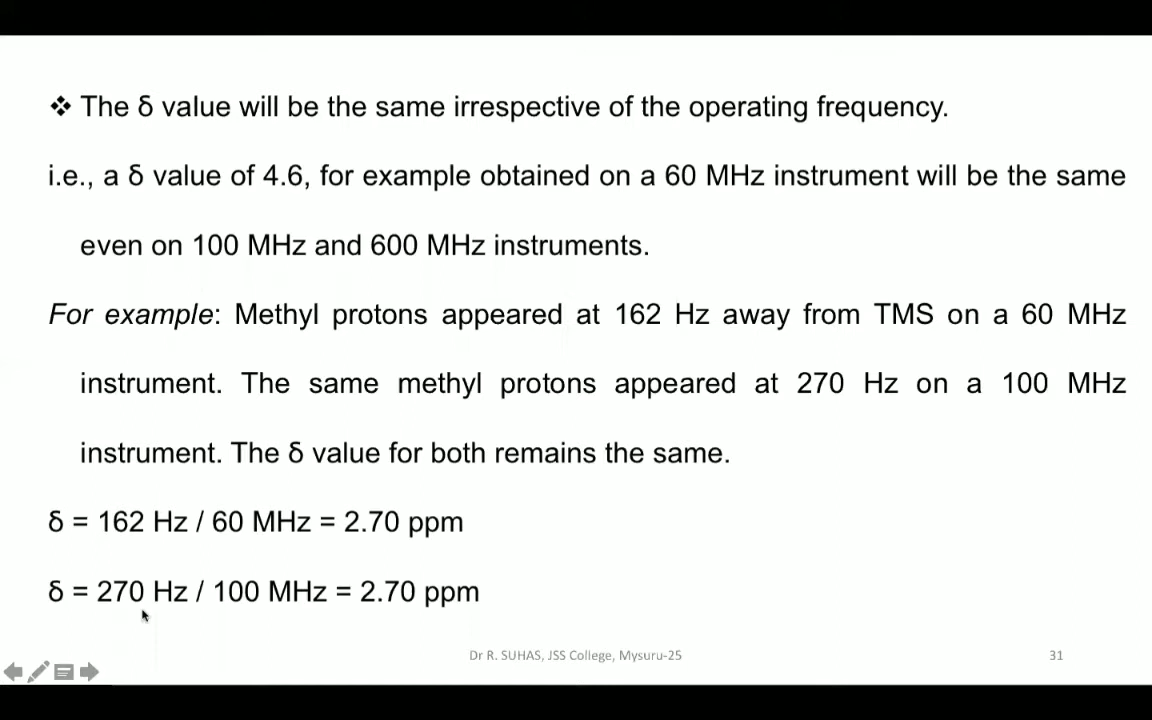 ❖ The δ value will be the same irrespective of the operating frequency.
i.e., a δ value of 4.6, for example obtained on a 60 MHz instrument will be the same
even on 100 MHz and 600 MHz instruments.
For example: Methyl protons appeared at 162 Hz away from TMS on a 60 MHz
instrument. The same methyl protons appeared at 270 Hz on a 100 MHz
instrument. The δ value for both remains the same.
δ = 162 Hz / 60 MHz = 2.70 ppm
δ = 270 Hz / 100 MHz = 2.70 ppm
Dr R. SUHAS, JSS College, Mysuru-25 31